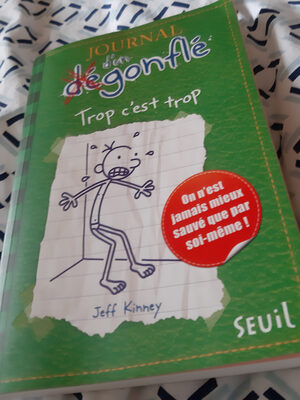 JOURNAL
d'un
dégonflé
Trop c'est trop
On n'est
jamais mieux
sauvé que par
soi-même !
Jeff Kinney
SEUIL